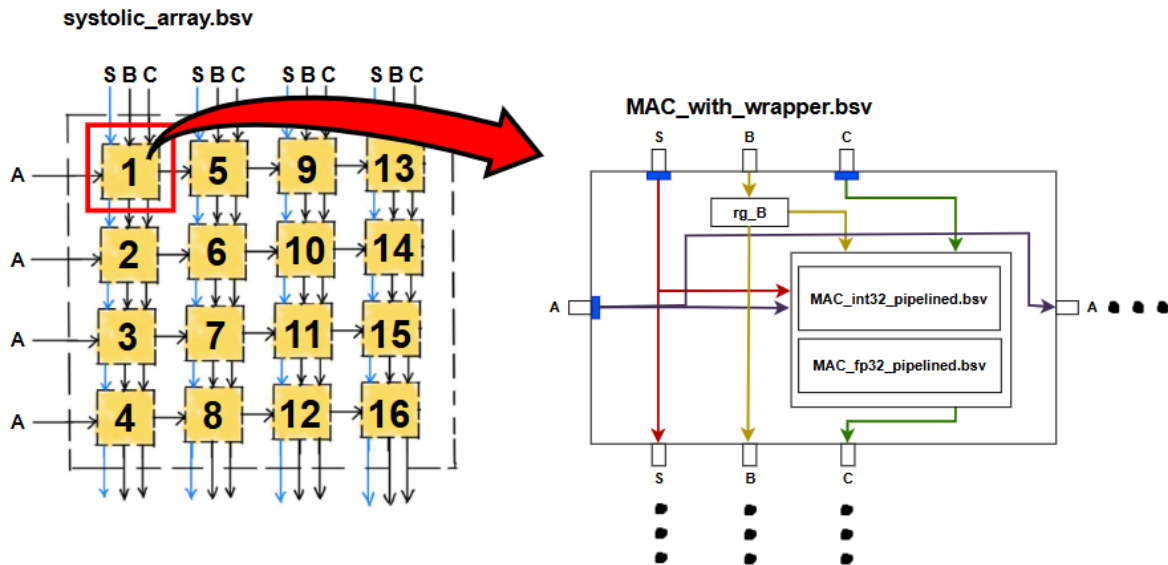 systolic_array.bsv
S B C S B C S B C S B C
A 1 5 9 13
A 2 6 10 14
A 3 7 11 15
A 4 8 12 16
MAC_with_wrapper.bsv
S B C
rg_B
MAC_int32_pipelined.bsv
A A
MAC_fp32_pipelined.bsv
S B C